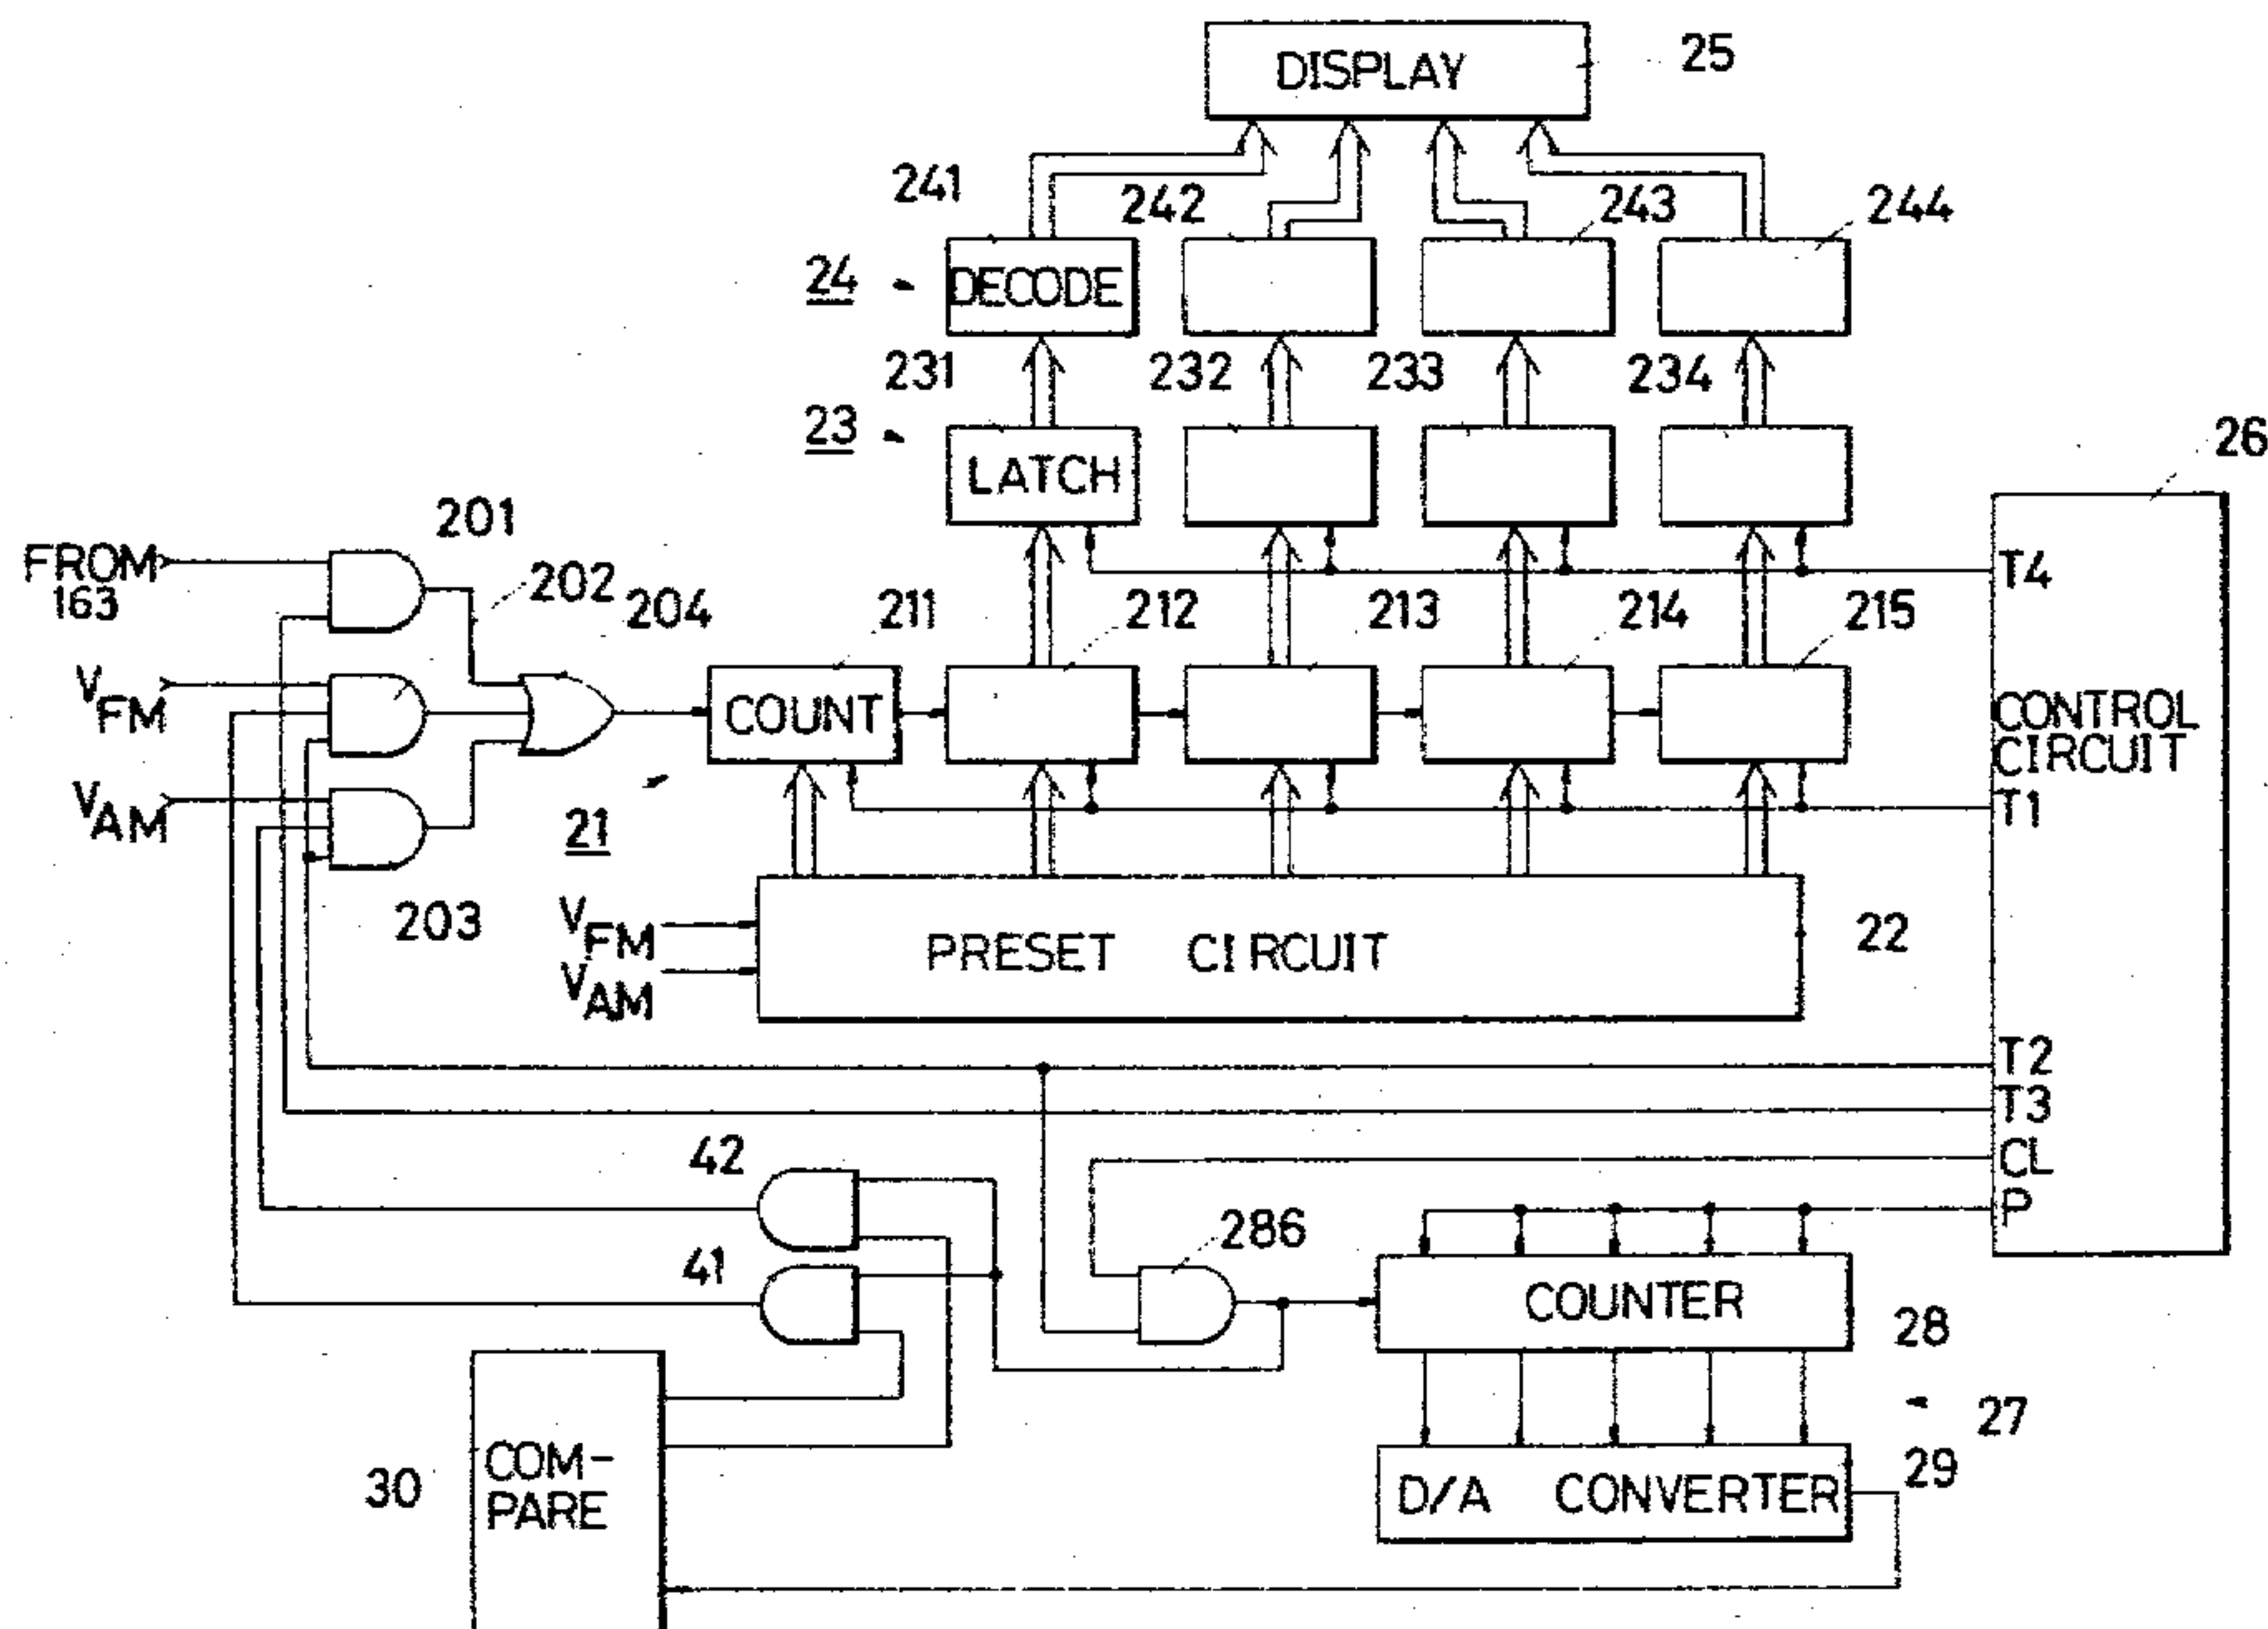 DISPLAY
25
241
242
243
244
24
DECODE
231
232
233
234
23
LATCH
26
201
FROM
163
202
204
211
212
213
214
215
T4
VFM
COUNT
CONTROL
CIRCUIT
VAM
T1
21
203
VFM
VAM
PRESET CIRCUIT
22
T2
T3
CL
P
42
41
286
COUNTER
28
27
30
COM-
PARE
D/A CONVERTER
29